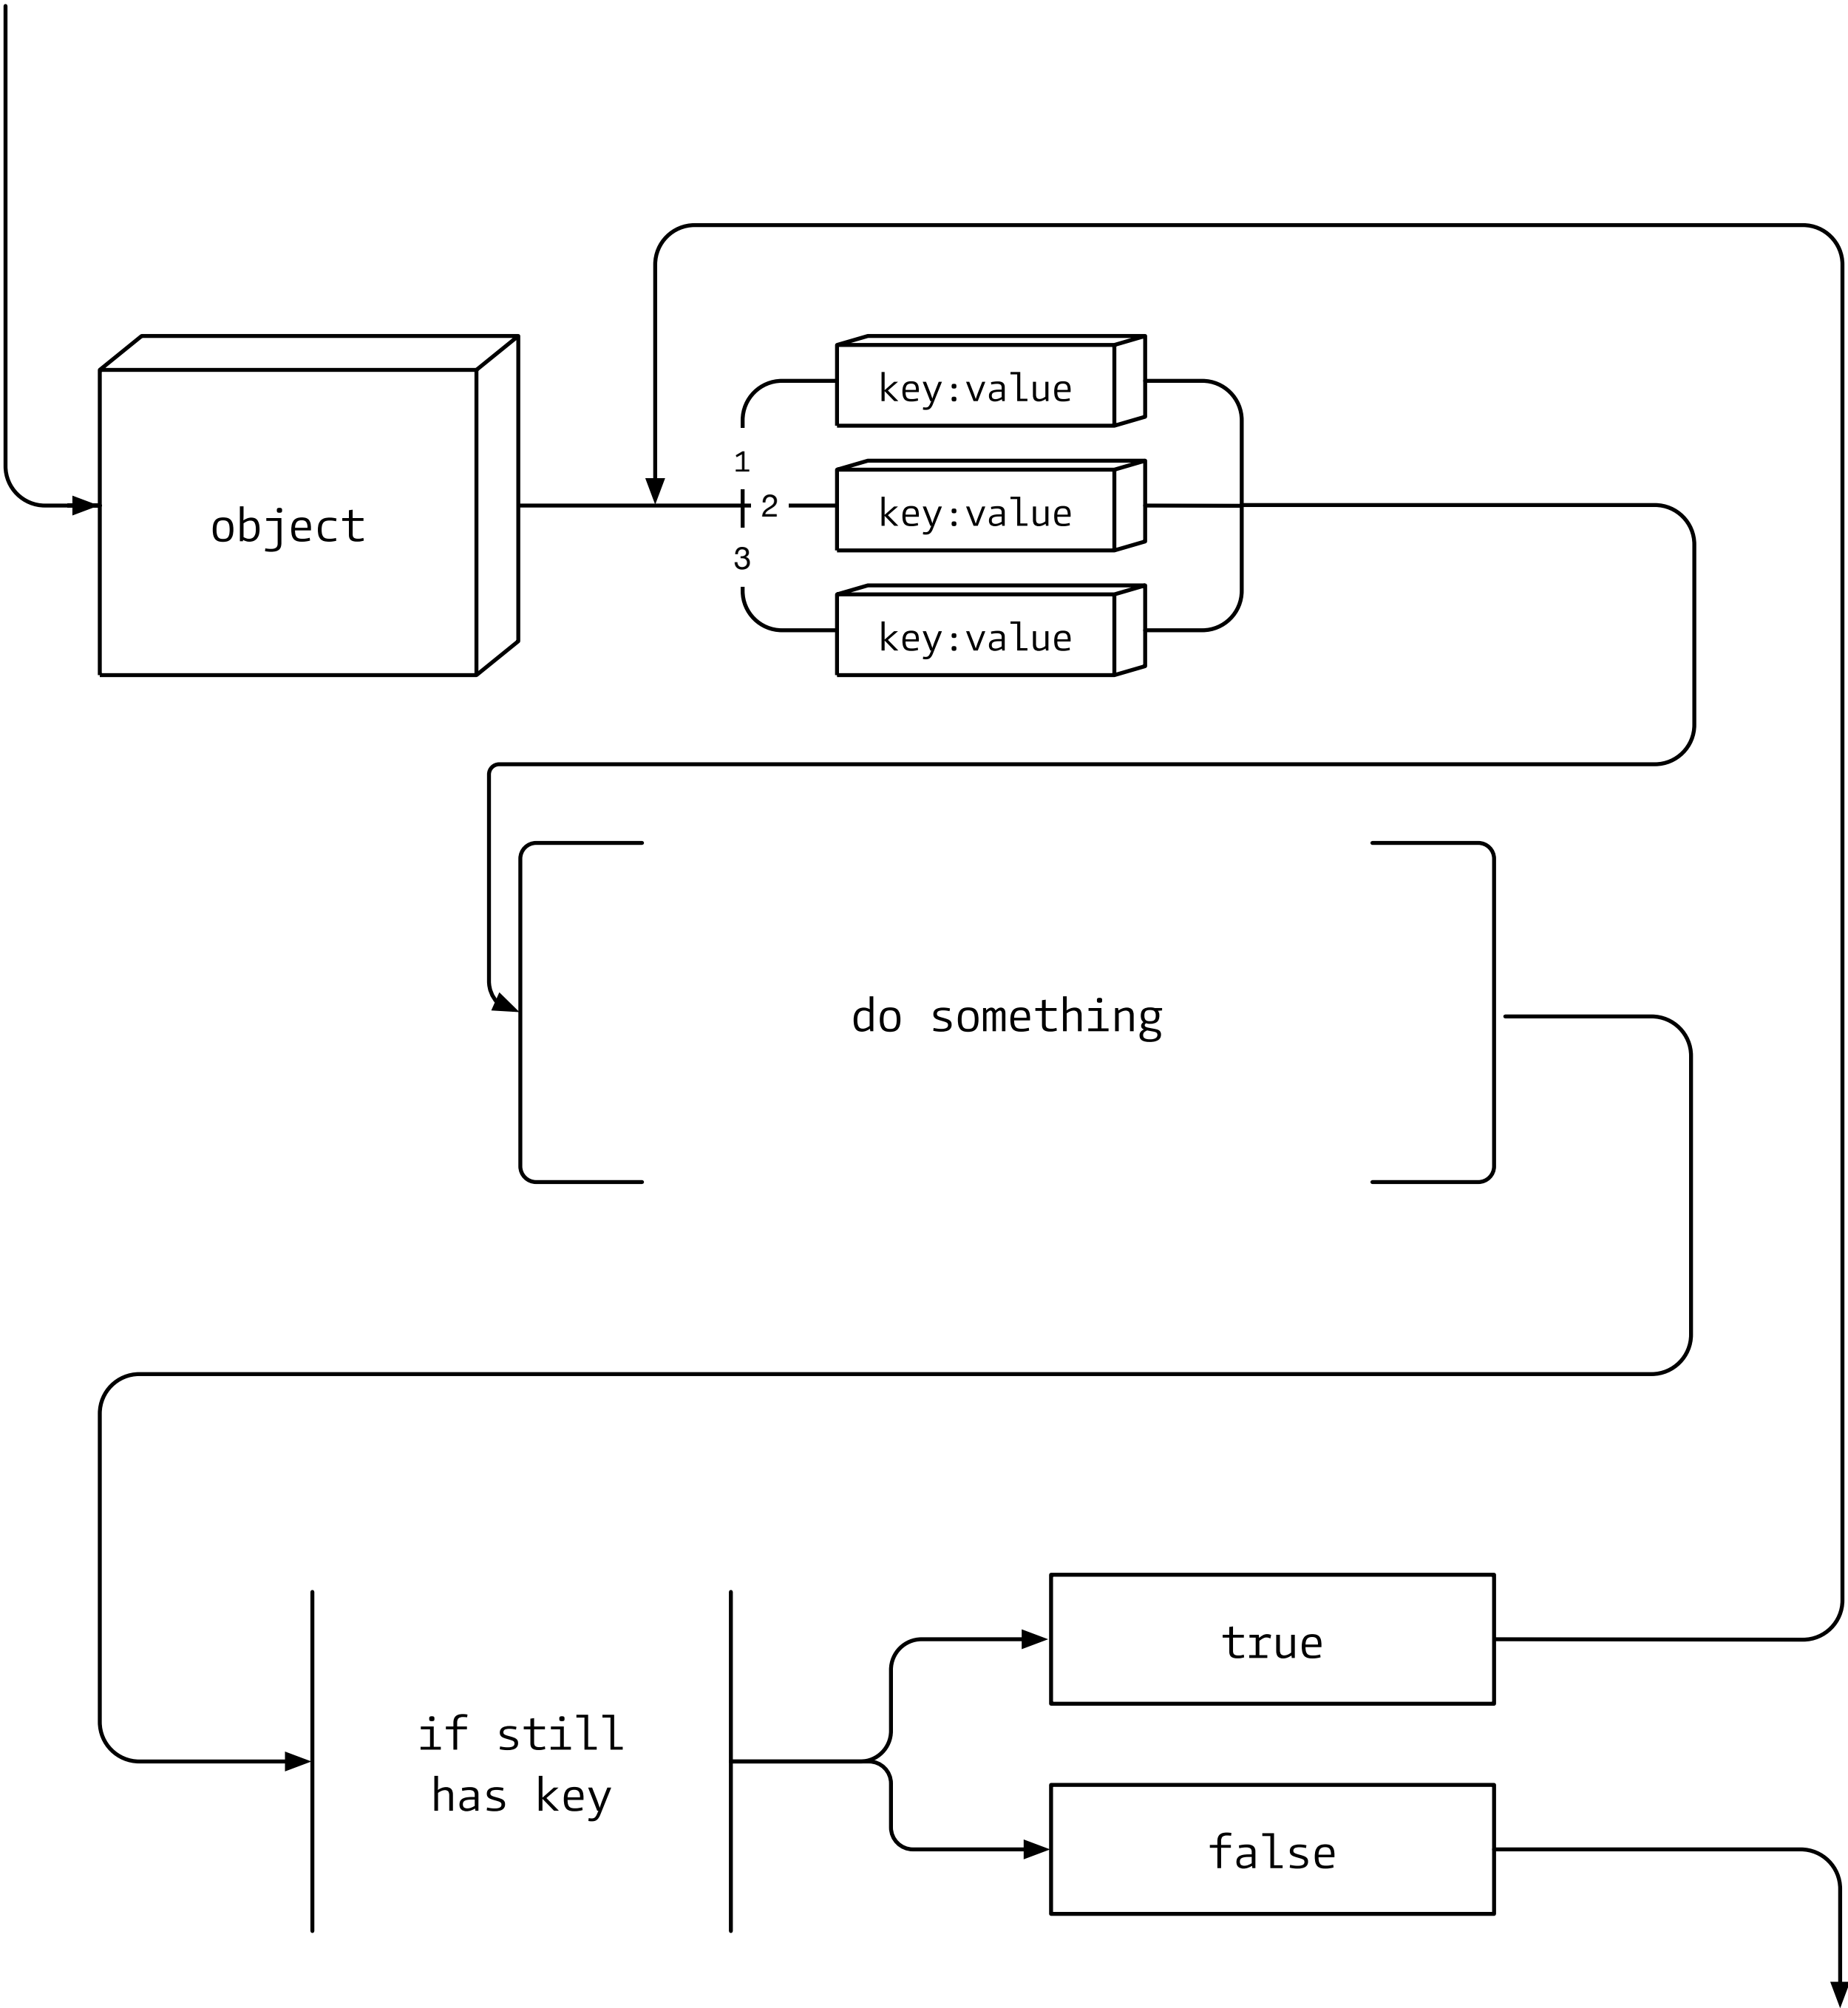 object
key:value
1
2
key:value
3
key:value
do something
true
if still
has key
false